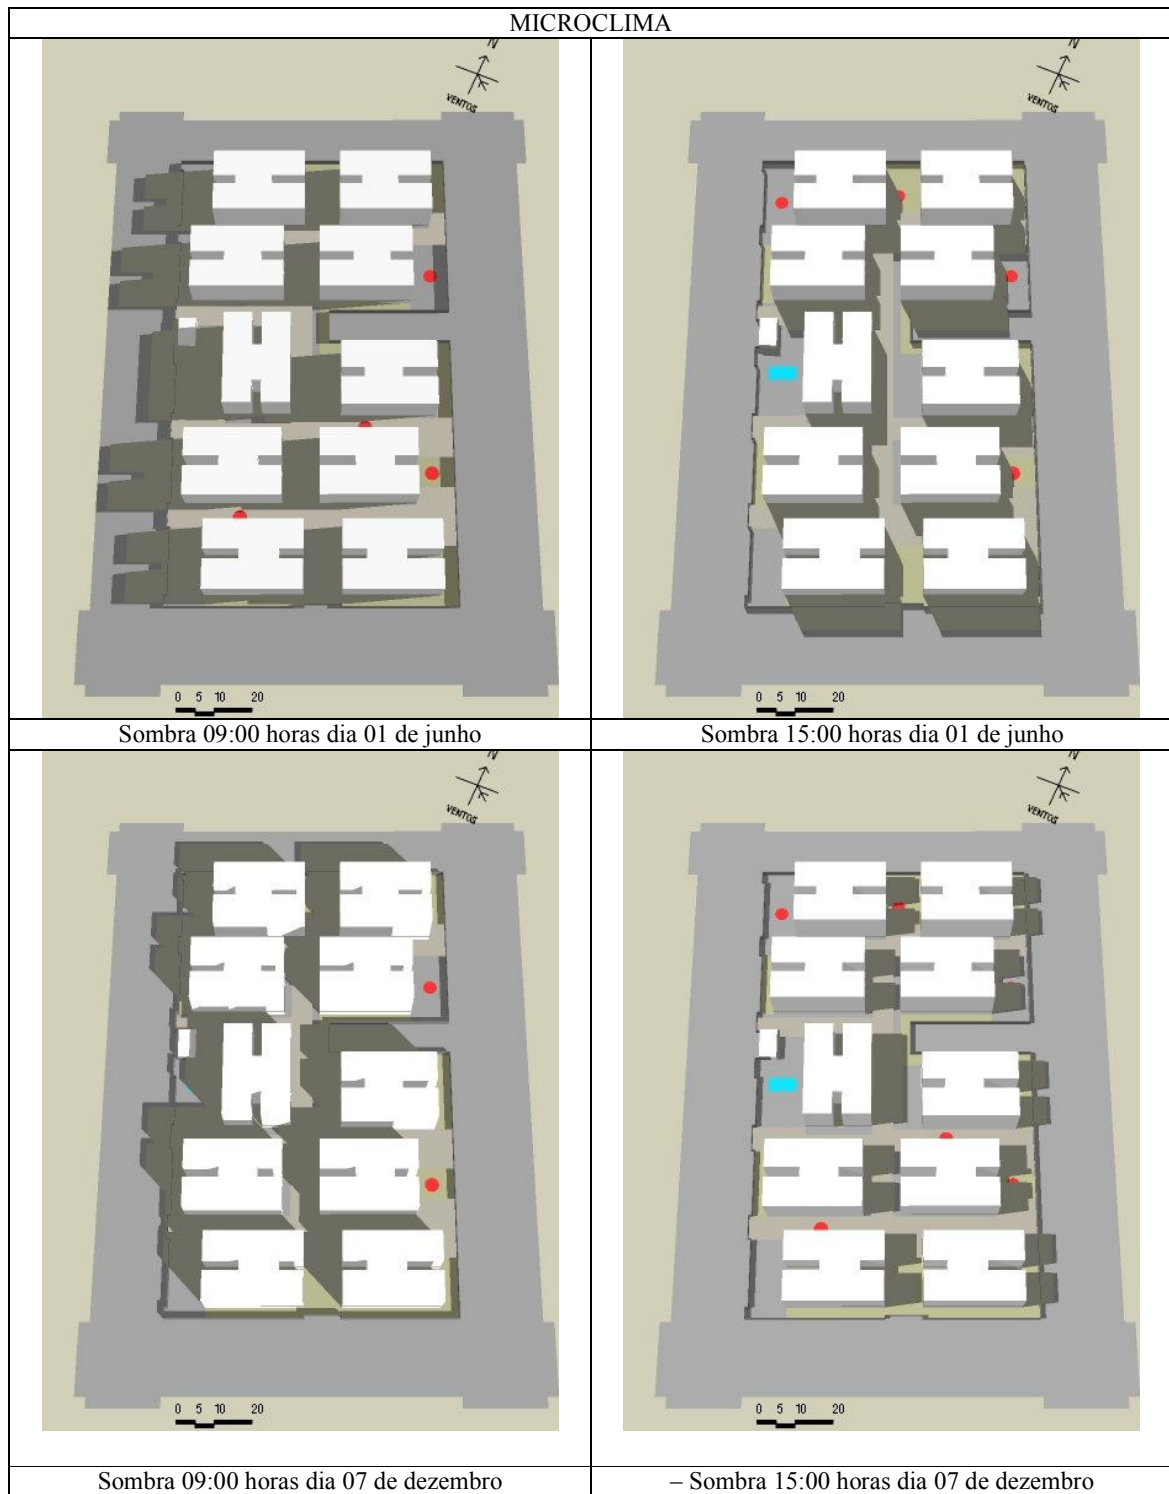 MICROCLIMA
N
VENTOS
0 5 10 20
N
VENTOS
0 5 10 20
Sombra 09:00 horas dia 01 de junho
Sombra 15:00 horas dia 01 de junho
N
VENTOS
0 5 10 20
N
VENTOS
0 5 10 20
Sombra 09:00 horas dia 07 de dezembro
– Sombra 15:00 horas dia 07 de dezembro